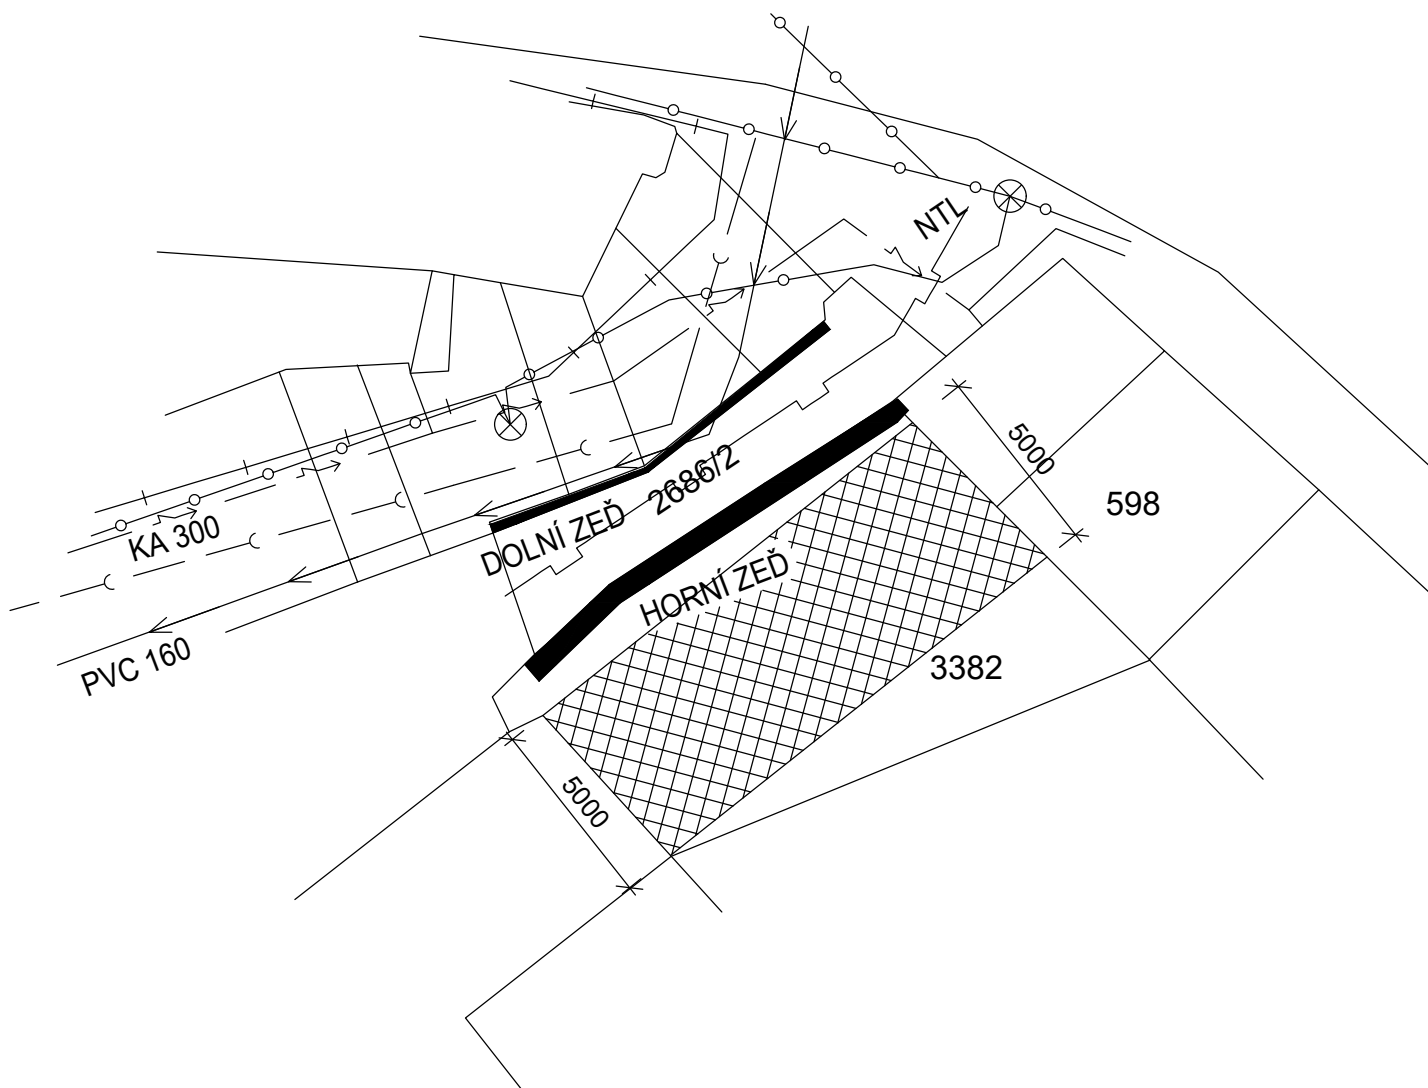 NTL
5000
2686/2
598
KA 300
DOLNÍ ZEĎ
HORNÍ ZEĎ
PVC 160
3382
5000